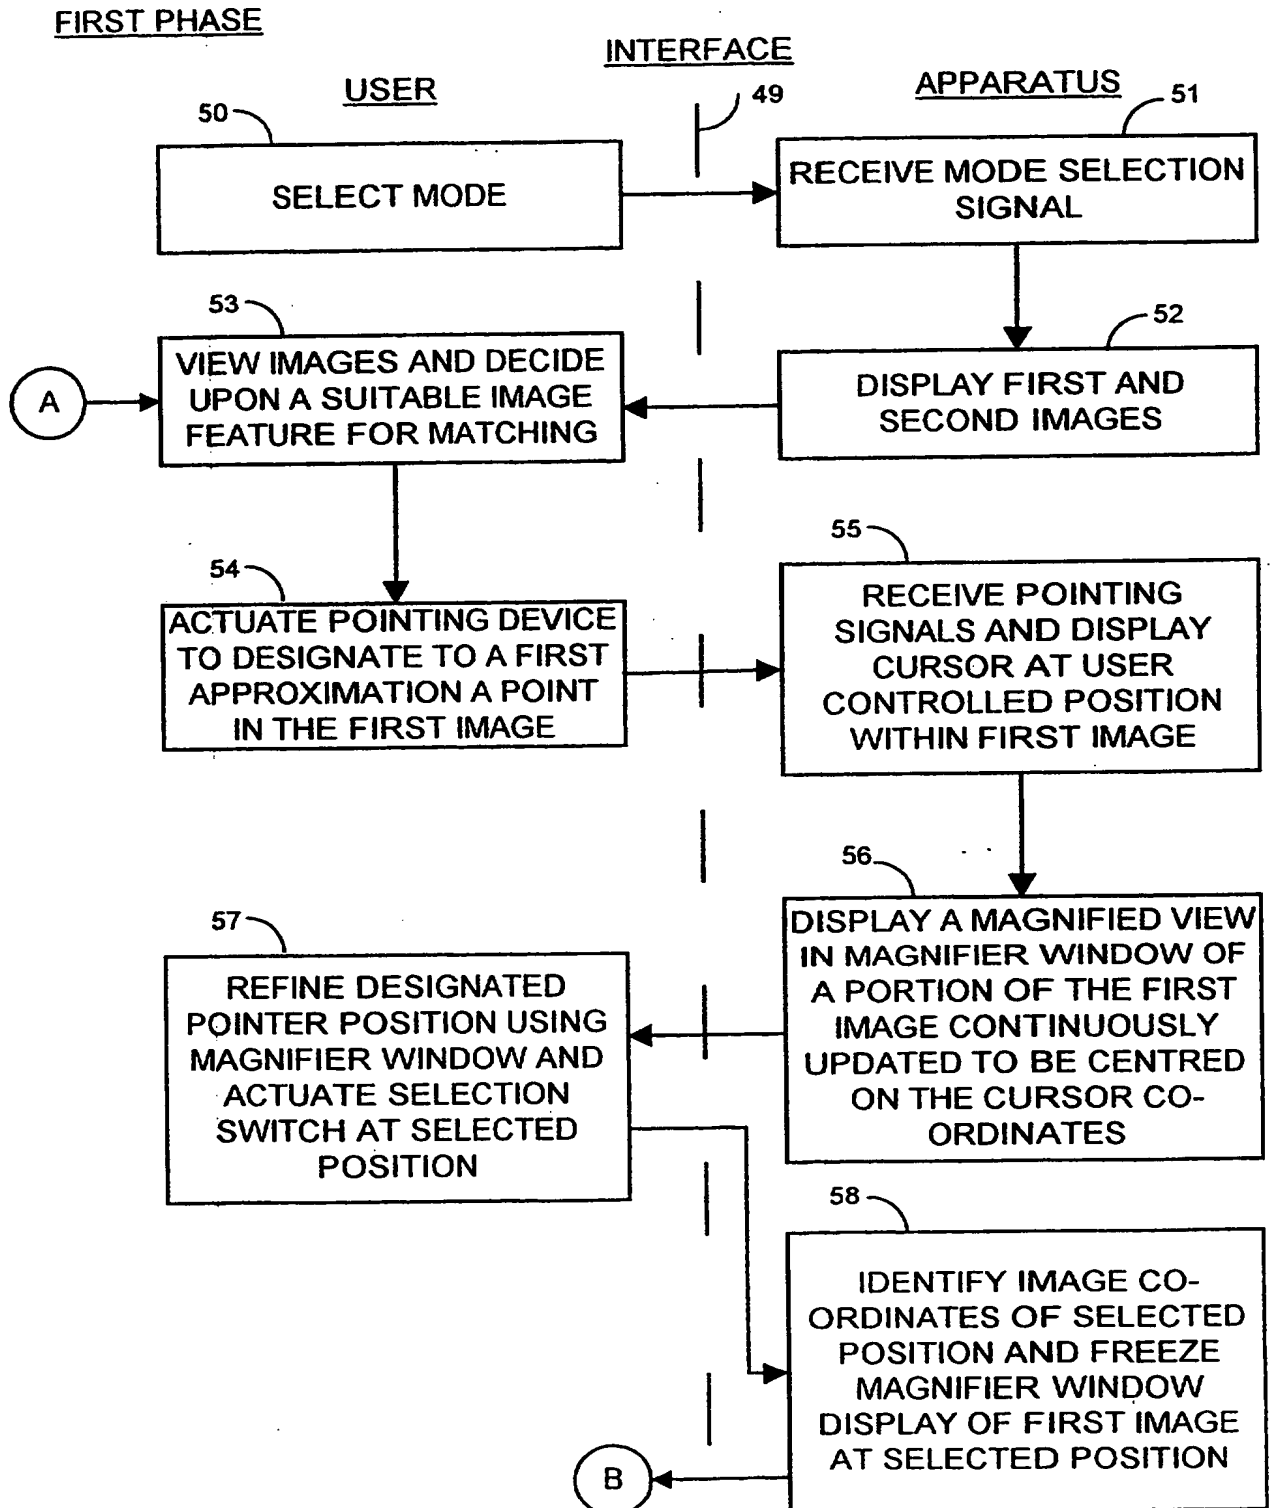 FIRST PHASE
INTERFACE
USER
APPARATUS
49
50
SELECT MODE
51
RECEIVE MODE SELECTION
SIGNAL
52
DISPLAY FIRST AND
SECOND IMAGES
53
VIEW IMAGES AND DECIDE
UPON A SUITABLE IMAGE
FEATURE FOR MATCHING
A
54
ACTUATE POINTING DEVICE
TO DESIGNATE TO A FIRST
APPROXIMATION A POINT
IN THE FIRST IMAGE
55
RECEIVE POINTING
SIGNALS AND DISPLAY
CURSOR AT USER
CONTROLLED POSITION
WITHIN FIRST IMAGE
56
DISPLAY A MAGNIFIED VIEW
IN MAGNIFIER WINDOW OF
A PORTION OF THE FIRST
IMAGE CONTINUOUSLY
UPDATED TO BE CENTRED
ON THE CURSOR CO-
ORDINATES
57
REFINE DESIGNATED
POINTER POSITION USING
MAGNIFIER WINDOW AND
ACTUATE SELECTION
SWITCH AT SELECTED
POSITION
58
IDENTIFY IMAGE CO-
ORDINATES OF SELECTED
POSITION AND FREEZE
MAGNIFIER WINDOW
DISPLAY OF FIRST IMAGE
AT SELECTED POSITION
B